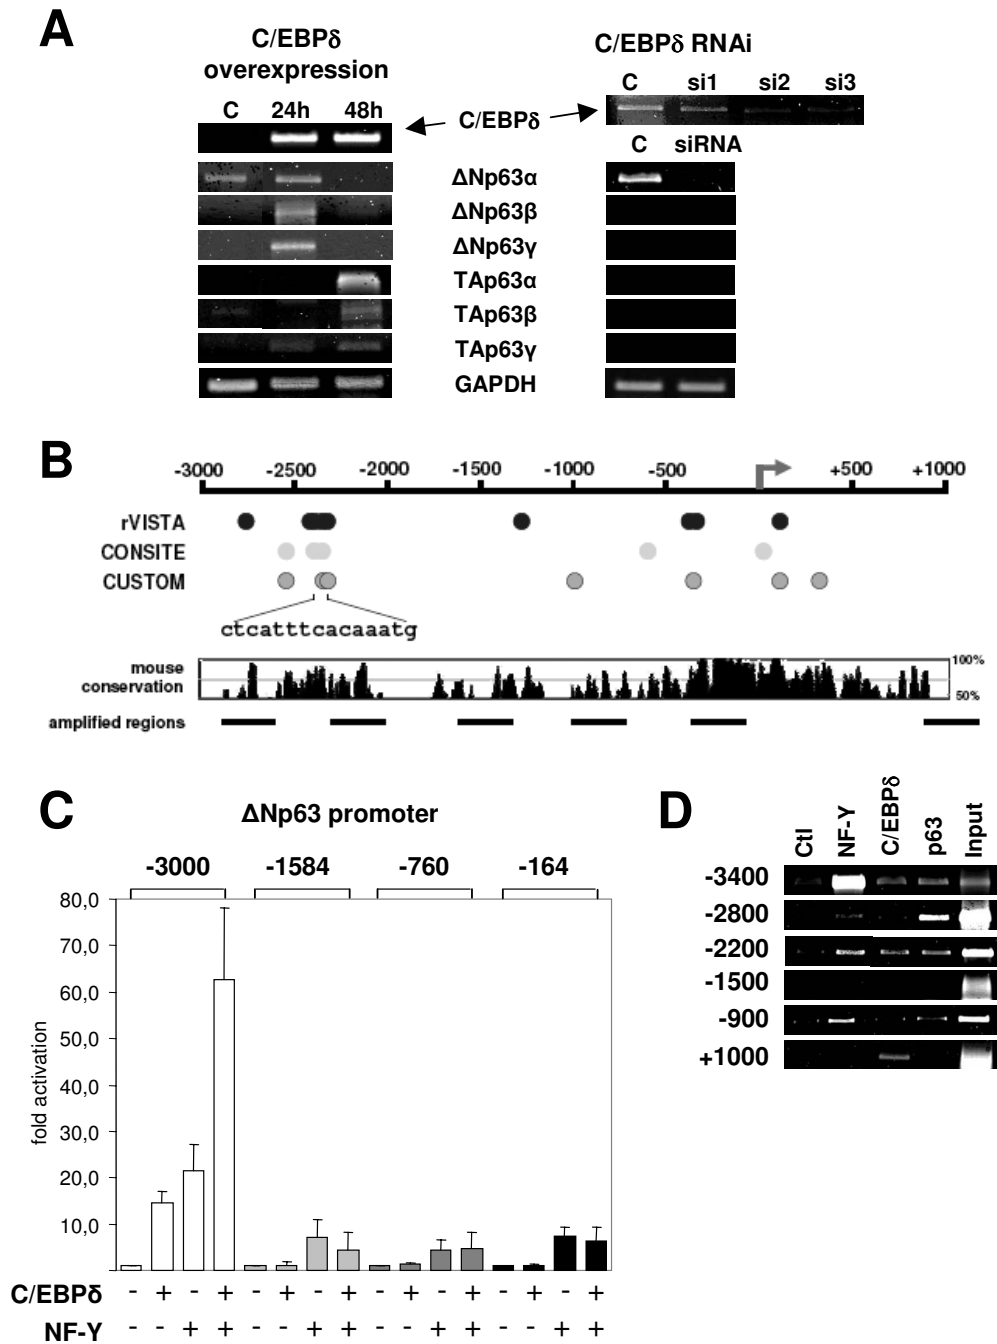 A
C/EBPδ
overexpression
C/EBPδ RNAi
C 24h 48h
C si1 si2 si3
C/EBPδ
C siRNA
ΔNp63α
ΔNp63β
ΔNp63γ
TAp63α
TAp63β
TAp63γ
GAPDH
B
-3000 -2500 -2000 -1500 -1000 -500 +500 +1000
rVISTA
CONSITE
CUSTOM
ctcatttcacaaatg
mouse
conservation
100%
50%
amplified regions
C
ΔNp63 promoter
-3000 -1584 -760 -164
80,0
70,0
60,0
50,0
40,0
30,0
20,0
10,0
fold activation
C/EBPδ - + - + - + - + - + - + - + - +
NF-Y - - + + - - + + - - + + - - + +
D
Ctl NF-Y C/EBPδ p63 Input
-3400
-2800
-2200
-1500
-900
+1000